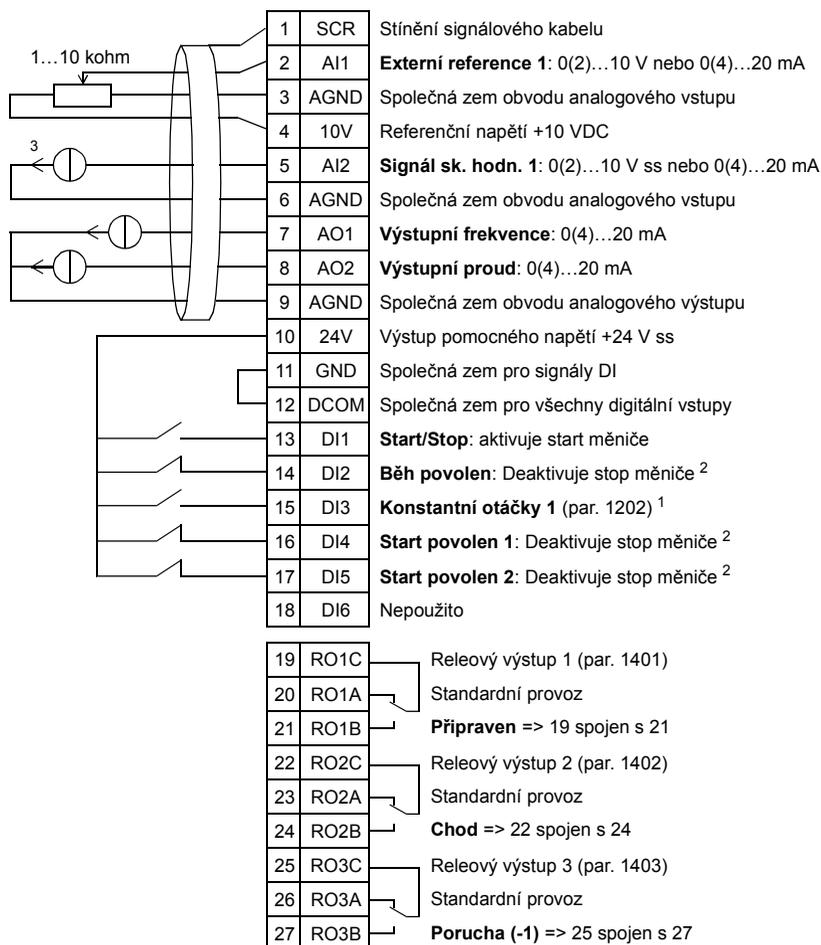 1 SCR Stínění signálového kabelu
1…10 kohm
2 AI1 Externí reference 1: 0(2)…10 V nebo 0(4)…20 mA
3 AGND Společná zem obvodu analogového vstupu
4 10V Referenční napětí +10 VDC
3
5 AI2 Signál sk. hodn. 1: 0(2)…10 V ss nebo 0(4)…20 mA
6 AGND Společná zem obvodu analogového vstupu
7 AO1 Výstupní frekvence: 0(4)…20 mA
8 AO2 Výstupní proud: 0(4)…20 mA
9 AGND Společná zem obvodu analogového výstupu
10 24V Výstup pomocného napětí +24 V ss
11 GND Společná zem pro signály DI
12 DCOM Společná zem pro všechny digitální vstupy
13 DI1 Start/Stop: aktivuje start měniče
14 DI2 Běh povolen: Deaktivuje stop měniče 2
15 DI3 Konstantní otáčky 1 (par. 1202) 1
16 DI4 Start povolen 1: Deaktivuje stop měniče 2
17 DI5 Start povolen 2: Deaktivuje stop měniče 2
18 DI6 Nepoužito
19 RO1C Releový výstup 1 (par. 1401)
20 RO1A Standardní provoz
21 RO1B Připraven => 19 spojen s 21
22 RO2C Releový výstup 2 (par. 1402)
23 RO2A Standardní provoz
24 RO2B Chod => 22 spojen s 24
25 RO3C Releový výstup 3 (par. 1403)
26 RO3A Standardní provoz
27 RO3B Porucha (-1) => 25 spojen s 27